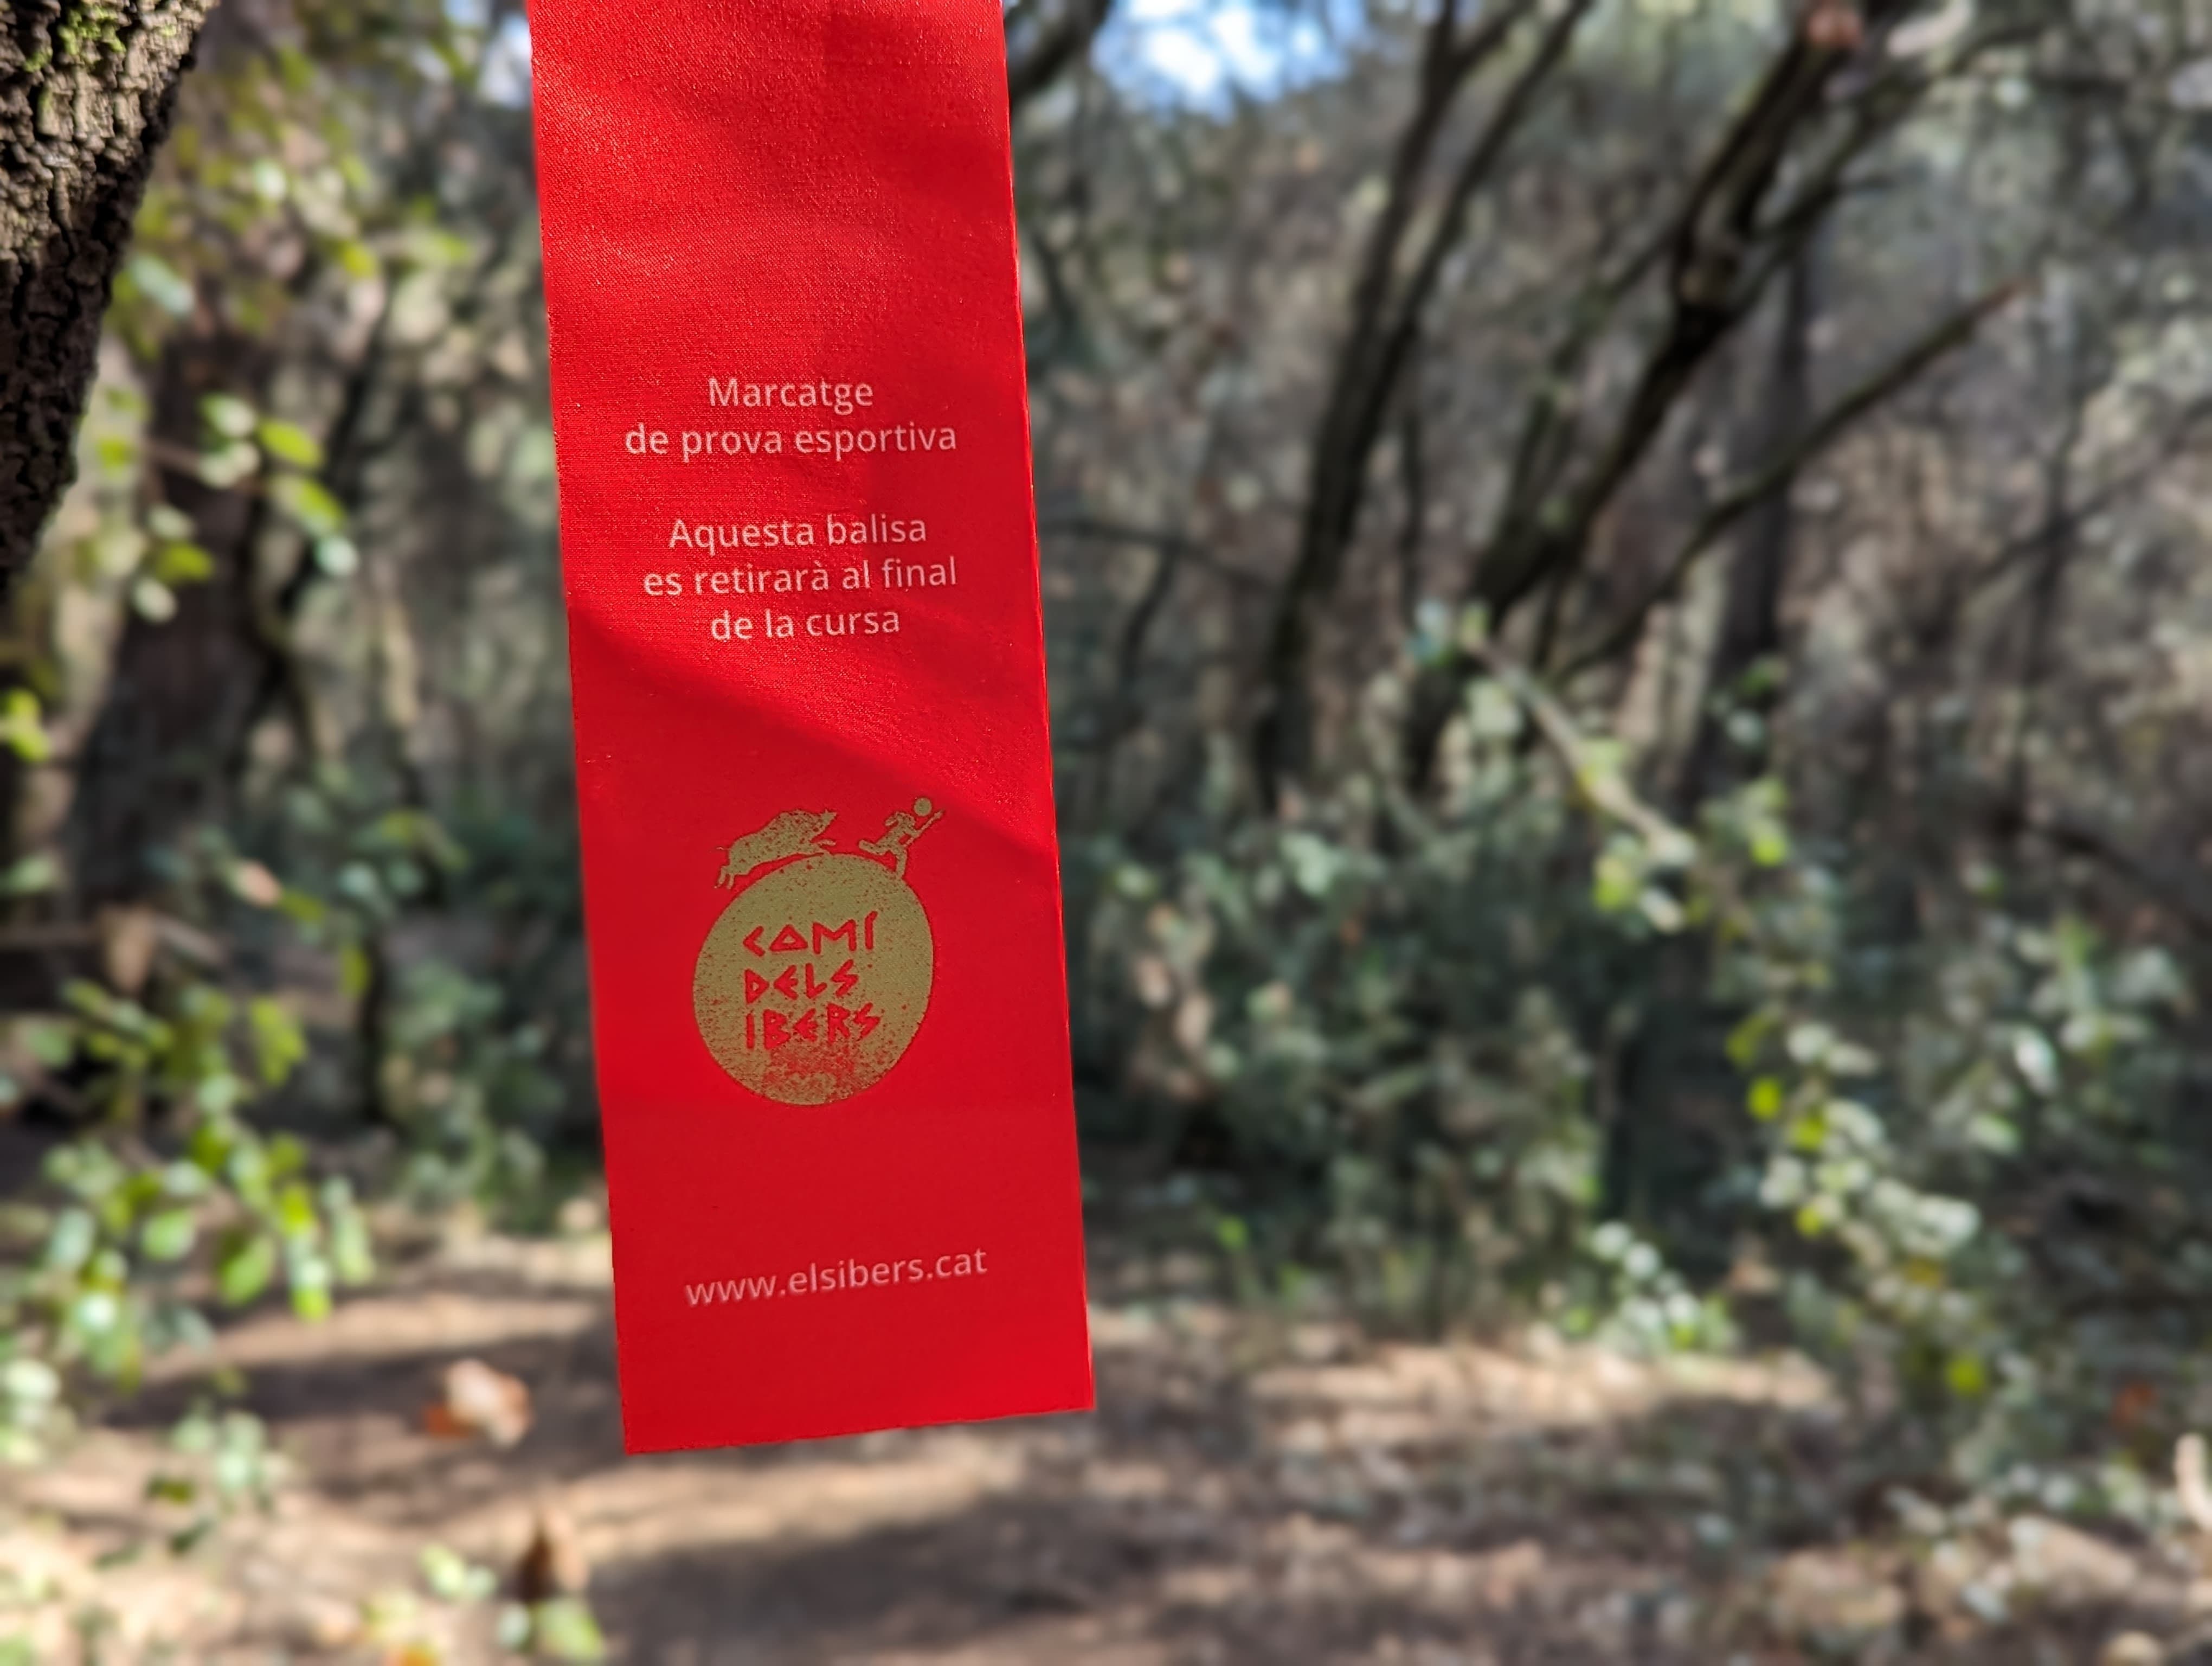 Marcatge
de prova esportiva
Aquesta balisa
es retirarà al final
de la cursa
CAMÍ
DELS
IBERS
www.elsibers.cat